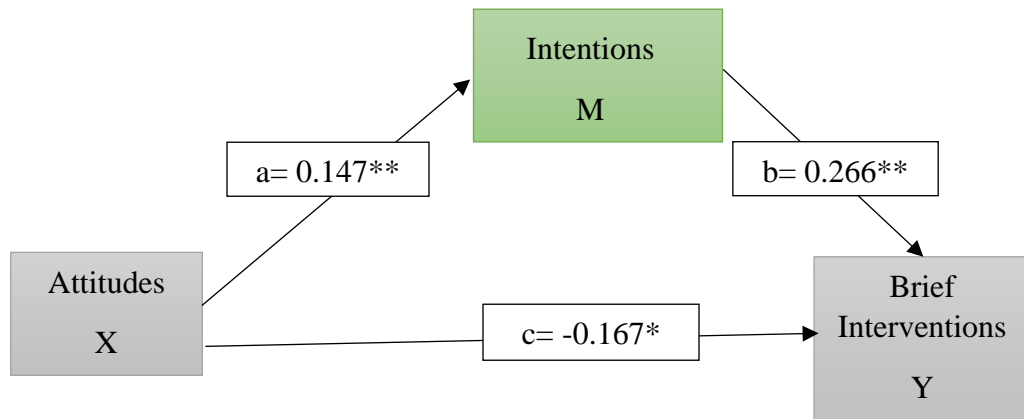 Intentions
M
a= 0.147**
b= 0.266**
Attitudes
X
c= -0.167*
Brief
Interventions
Y